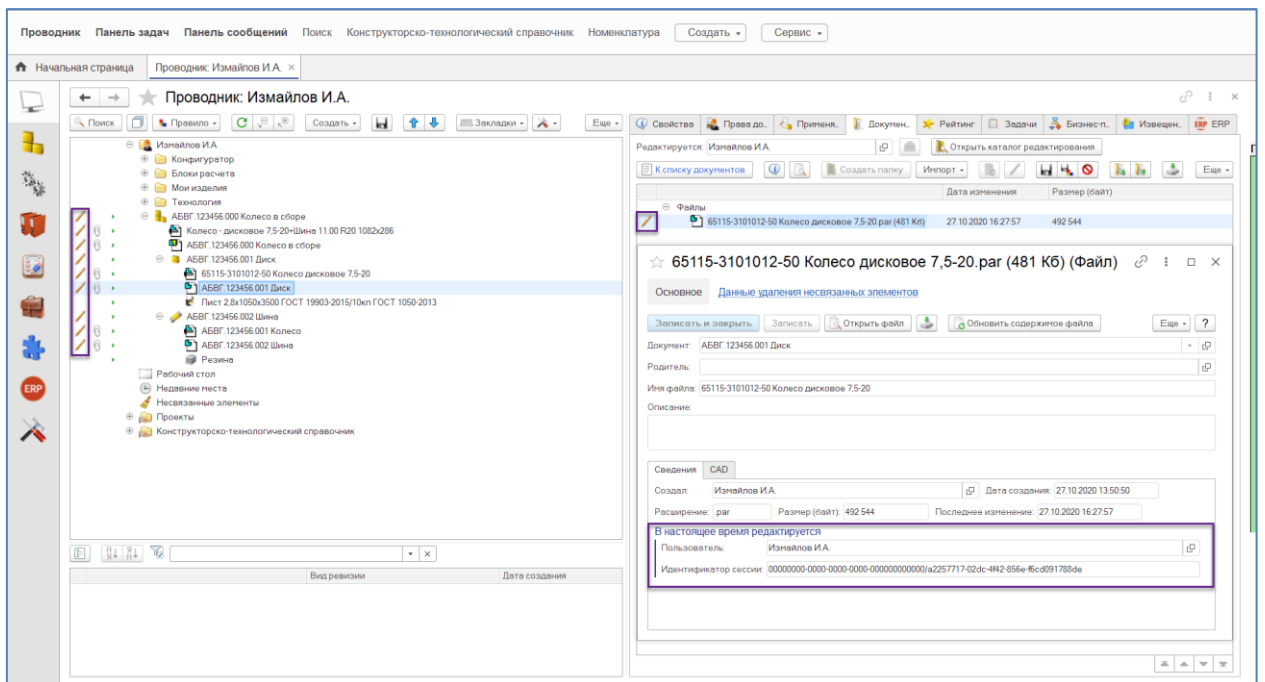 Проводник Панель задач Панель сообщений Поиск Конструкторско-технологический справочник Номенклатура Создать Сервис
Начальная страница Проводник: Измайлов И.А. ×
Проводник: Измайлов И.А.
Поиск Правило Создать Закладки Еще
Измайлов И.А.
Конфигуратор
Блоки расчета
Мои изделия
Технология
АБВГ.123456.000 Колесо в сборе
Колесо - дисковое 7,5-20+Шина 11.00 R20 1082x286
АБВГ.123456.000 Колесо в сборе
АБВГ.123456.001 Диск
65115-3101012-50 Колесо дисковое 7,5-20
АБВГ.123456.001 Диск
Лист 2,8x1050x3500 ГОСТ 19903-2015/10кп ГОСТ 1050-2013
АБВГ.123456.002 Шина
АБВГ.123456.001 Колесо
АБВГ.123456.002 Шина
Резина
Рабочий стол
Недавние места
Несвязанные элементы
Проекты
Конструкторско-технологический справочник
ERP
Вид ревизии Дата создания
Свойства Права до.. Применя.. Докумен.. Рейтинг Задачи Бизнес-п.. Извещен.. ERP ERP
Редактируется: Измайлов И.А. Открыть каталог редактирования
К списку документов Создать папку Импорт Еще
Дата изменения Размер (байт)
Файлы
65115-3101012-50 Колесо дисковое 7,5-20.par (481 Кб) 27.10.2020 16:27:57 492 544
65115-3101012-50 Колесо дисковое 7,5-20.par (481 Кб) (Файл)
Основное Данные удаления несвязанных элементов
Записать и закрыть Записать Открыть файл Обновить содержимое файла Еще ?
Документ: АБВГ.123456.001 Диск
Родитель:
Имя файла: 65115-3101012-50 Колесо дисковое 7,5-20
Описание:
Сведения CAD
Создал: Измайлов И.А. Дата создания: 27.10.2020 13:50:50
Расширение: .par Размер (байт): 492 544 Последнее изменение: 27.10.2020 16:27:57
В настоящее время редактируется
Пользователь: Измайлов И.А.
Идентификатор сессии: 00000000-0000-0000-0000-000000000000/a2257717-02dc-4f42-856e-f6cd091788de